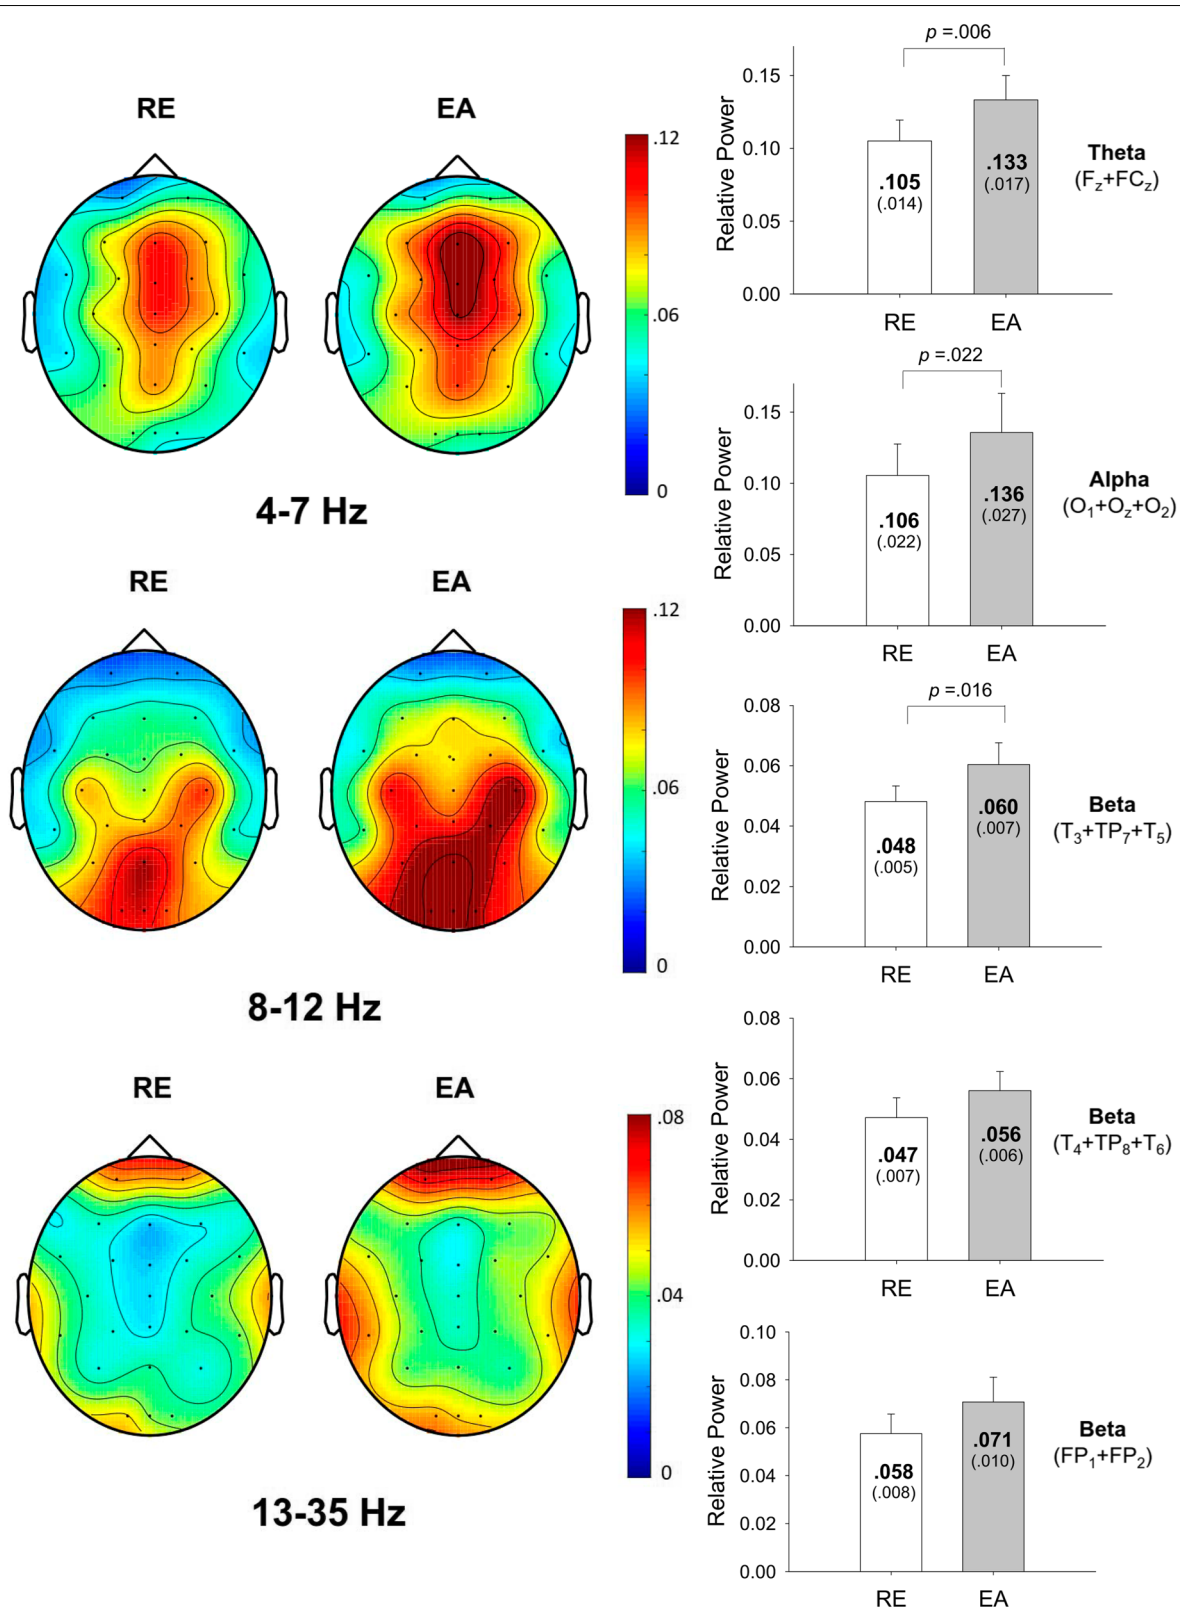 RE EA
.12
.06
0
4-7 Hz
p =.006
Relative Power
0.15
0.10
0.05
0.00
.105
(.014)
.133
(.017)
RE EA
Theta
(Fz+FCz)
p =.022
Relative Power
0.15
0.10
0.05
0.00
.106
(.022)
.136
(.027)
RE EA
Alpha
(O1+Oz+O2)
RE EA
.12
.06
0
8-12 Hz
p =.016
Relative Power
0.08
0.06
0.04
0.02
0.00
.048
(.005)
.060
(.007)
RE EA
Beta
(T3+TP7+T5)
Relative Power
0.08
0.06
0.04
0.02
0.00
.047
(.007)
.056
(.006)
RE EA
Beta
(T4+TP8+T6)
RE EA
.08
.04
0
13-35 Hz
Relative Power
0.10
0.08
0.06
0.04
0.02
0.00
.058
(.008)
.071
(.010)
RE EA
Beta
(FP1+FP2)